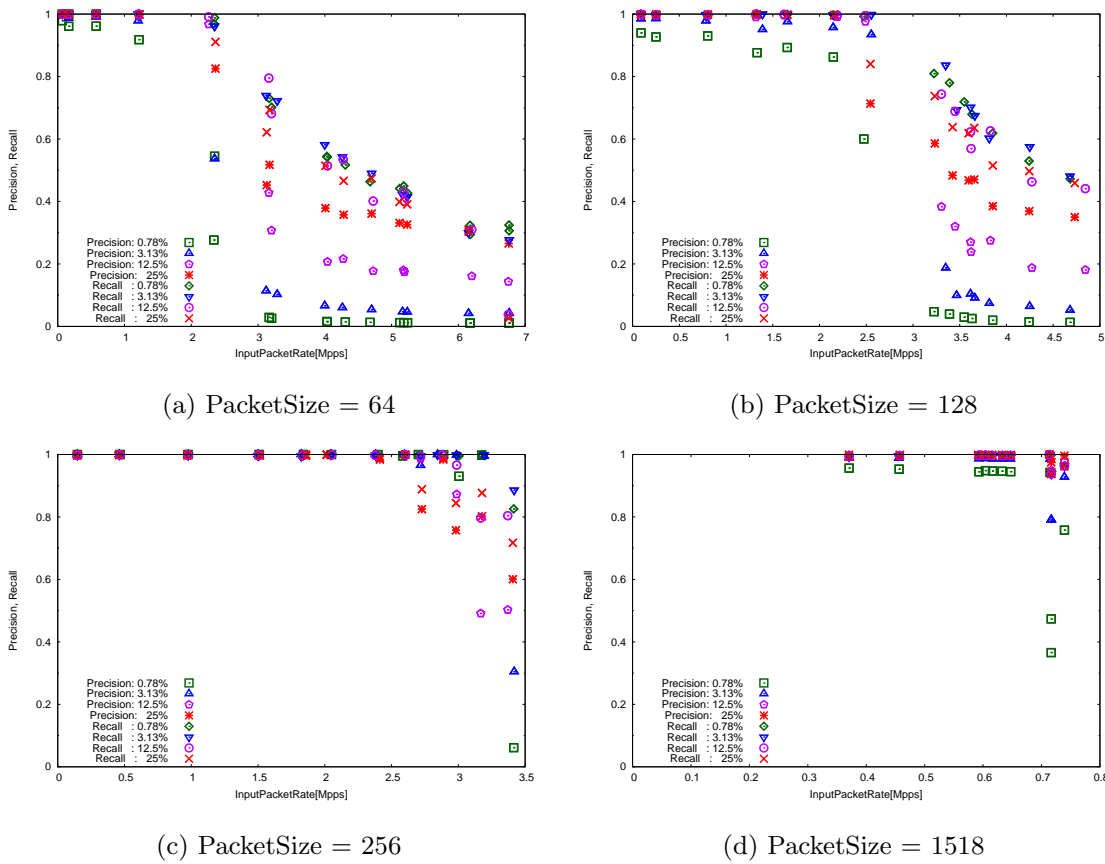 1
0.8
0.6
0.4
0.2
0
Precision, Recall
Precision: 0.78%
Precision: 3.13%
Precision: 12.5%
Precision: 25%
Recall : 0.78%
Recall : 3.13%
Recall : 12.5%
Recall : 25%
0 1 2 3 4 5 6 7
InputPacketRate[Mpps]
(a) PacketSize = 64
1
0.8
0.6
0.4
0.2
0
Precision, Recall
Precision: 0.78%
Precision: 3.13%
Precision: 12.5%
Precision: 25%
Recall : 0.78%
Recall : 3.13%
Recall : 12.5%
Recall : 25%
0 0.5 1 1.5 2 2.5 3 3.5 4 4.5 5
InputPacketRate[Mpps]
(b) PacketSize = 128
1
0.8
0.6
0.4
0.2
0
Precision, Recall
Precision: 0.78%
Precision: 3.13%
Precision: 12.5%
Precision: 25%
Recall : 0.78%
Recall : 3.13%
Recall : 12.5%
Recall : 25%
0 0.5 1 1.5 2 2.5 3 3.5
InputPacketRate[Mpps]
(c) PacketSize = 256
1
0.8
0.6
0.4
0.2
0
Precision, Recall
Precision: 0.78%
Precision: 3.13%
Precision: 12.5%
Precision: 25%
Recall : 0.78%
Recall : 3.13%
Recall : 12.5%
Recall : 25%
0 0.1 0.2 0.3 0.4 0.5 0.6 0.7 0.8
InputPacketRate[Mpps]
(d) PacketSize = 1518